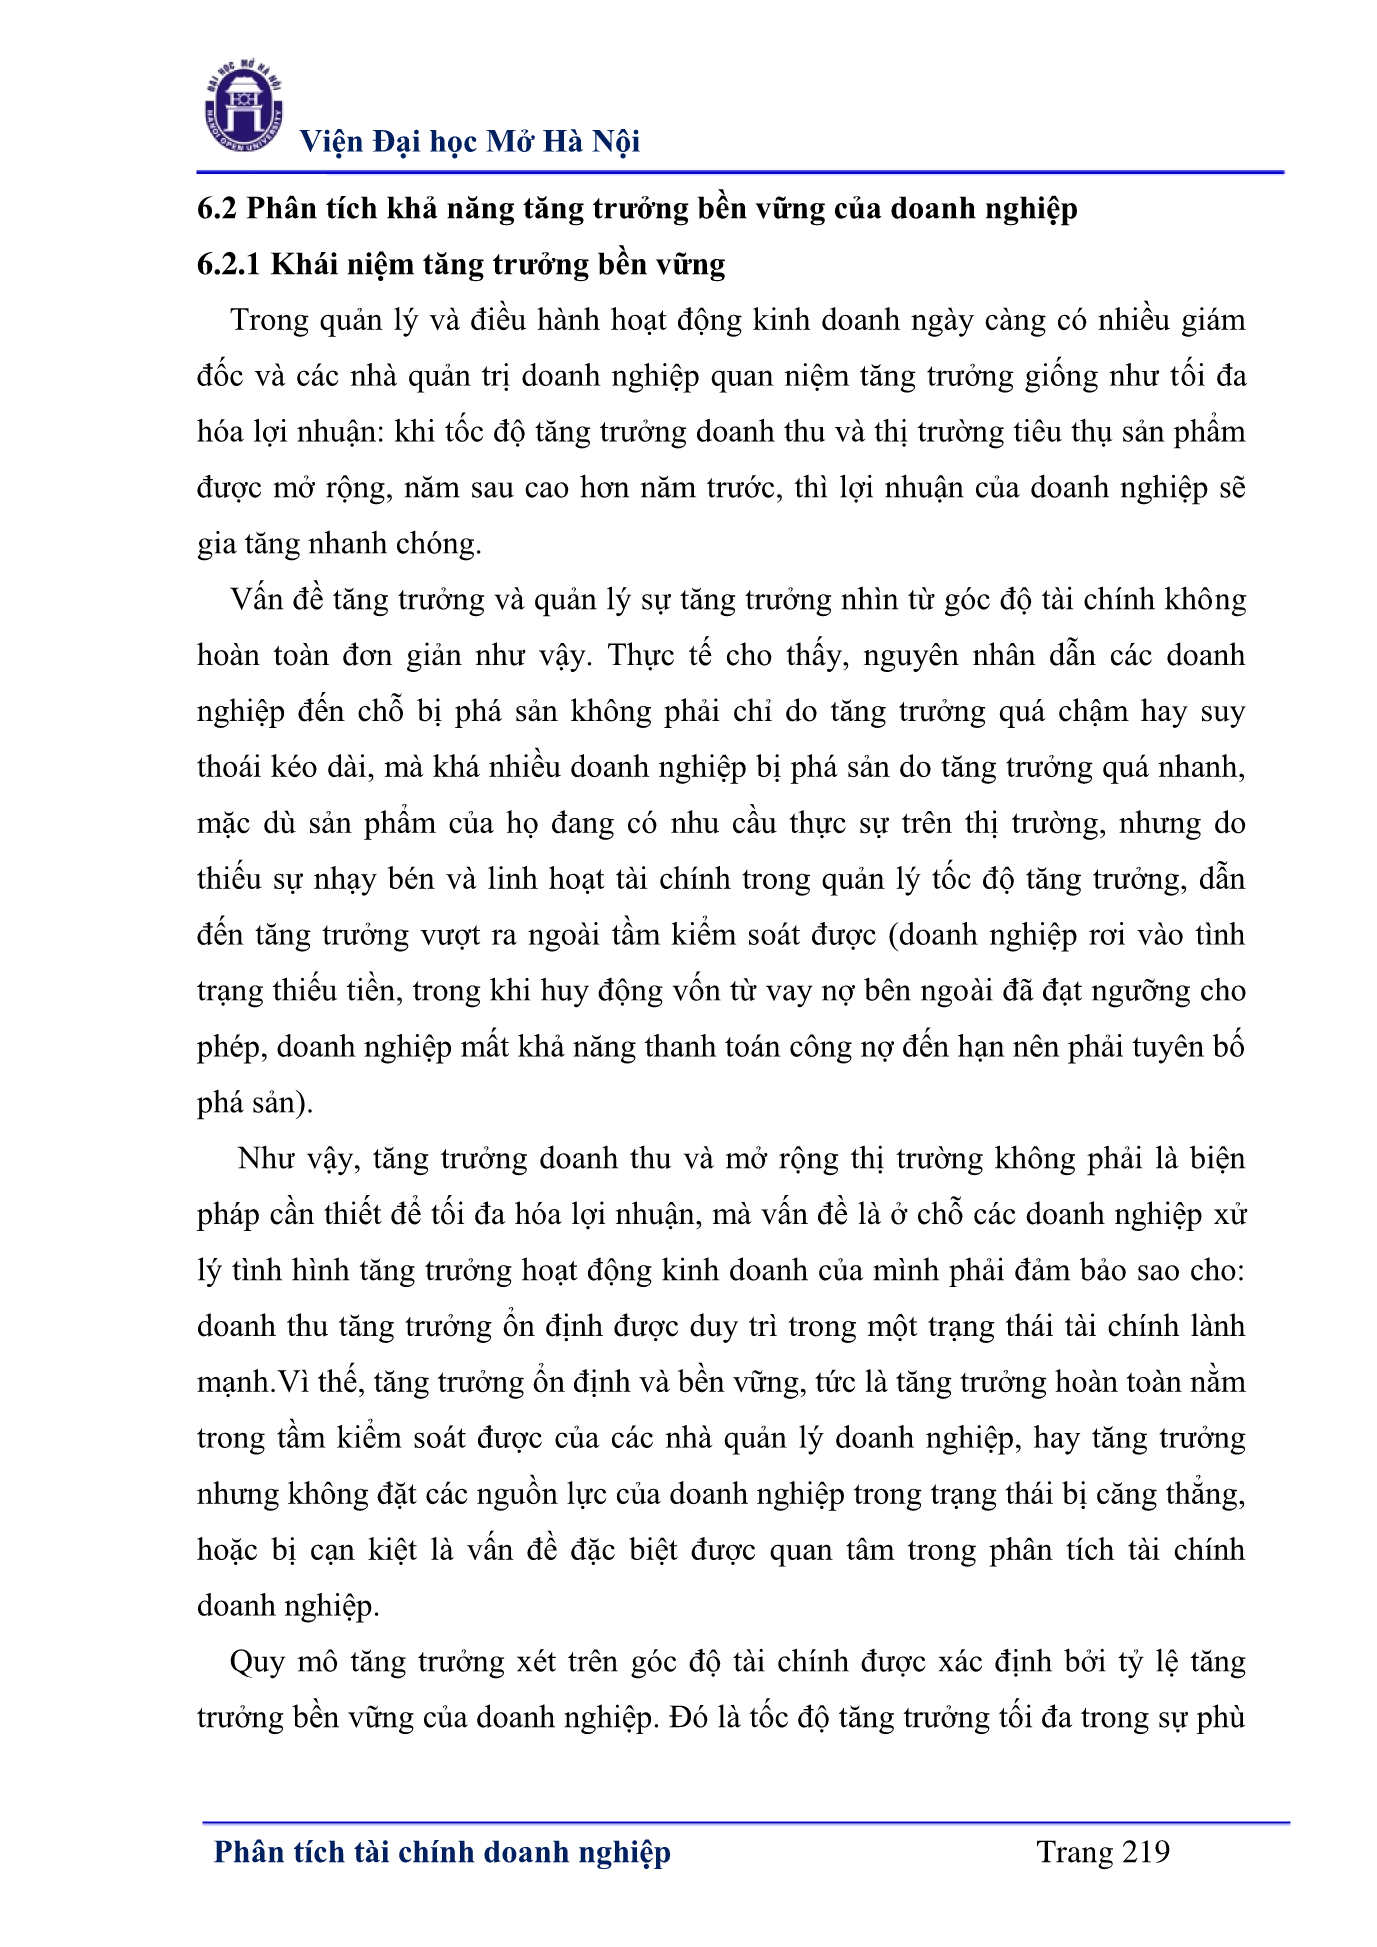 ĐẠI HỌC MỞ HÀ NỘI
HANOI OPEN UNIVERSITY
Viện Đại học Mở Hà Nội
6.2 Phân tích khả năng tăng trưởng bền vững của doanh nghiệp
6.2.1 Khái niệm tăng trưởng bền vững
Trong quản lý và điều hành hoạt động kinh doanh ngày càng có nhiều giám
đốc và các nhà quản trị doanh nghiệp quan niệm tăng trưởng giống như tối đa
hóa lợi nhuận: khi tốc độ tăng trưởng doanh thu và thị trường tiêu thụ sản phẩm
được mở rộng, năm sau cao hơn năm trước, thì lợi nhuận của doanh nghiệp sẽ
gia tăng nhanh chóng.
Vấn đề tăng trưởng và quản lý sự tăng trưởng nhìn từ góc độ tài chính không
hoàn toàn đơn giản như vậy. Thực tế cho thấy, nguyên nhân dẫn các doanh
nghiệp đến chỗ bị phá sản không phải chỉ do tăng trưởng quá chậm hay suy
thoái kéo dài, mà khá nhiều doanh nghiệp bị phá sản do tăng trưởng quá nhanh,
mặc dù sản phẩm của họ đang có nhu cầu thực sự trên thị trường, nhưng do
thiếu sự nhạy bén và linh hoạt tài chính trong quản lý tốc độ tăng trưởng, dẫn
đến tăng trưởng vượt ra ngoài tầm kiểm soát được (doanh nghiệp rơi vào tình
trạng thiếu tiền, trong khi huy động vốn từ vay nợ bên ngoài đã đạt ngưỡng cho
phép, doanh nghiệp mất khả năng thanh toán công nợ đến hạn nên phải tuyên bố
phá sản).
Như vậy, tăng trưởng doanh thu và mở rộng thị trường không phải là biện
pháp cần thiết để tối đa hóa lợi nhuận, mà vấn đề là ở chỗ các doanh nghiệp xử
lý tình hình tăng trưởng hoạt động kinh doanh của mình phải đảm bảo sao cho:
doanh thu tăng trưởng ổn định được duy trì trong một trạng thái tài chính lành
mạnh.Vì thế, tăng trưởng ổn định và bền vững, tức là tăng trưởng hoàn toàn nằm
trong tầm kiểm soát được của các nhà quản lý doanh nghiệp, hay tăng trưởng
nhưng không đặt các nguồn lực của doanh nghiệp trong trạng thái bị căng thẳng,
hoặc bị cạn kiệt là vấn đề đặc biệt được quan tâm trong phân tích tài chính
doanh nghiệp.
Quy mô tăng trưởng xét trên góc độ tài chính được xác định bởi tỷ lệ tăng
trưởng bền vững của doanh nghiệp. Đó là tốc độ tăng trưởng tối đa trong sự phù
Phân tích tài chính doanh nghiệp Trang 219